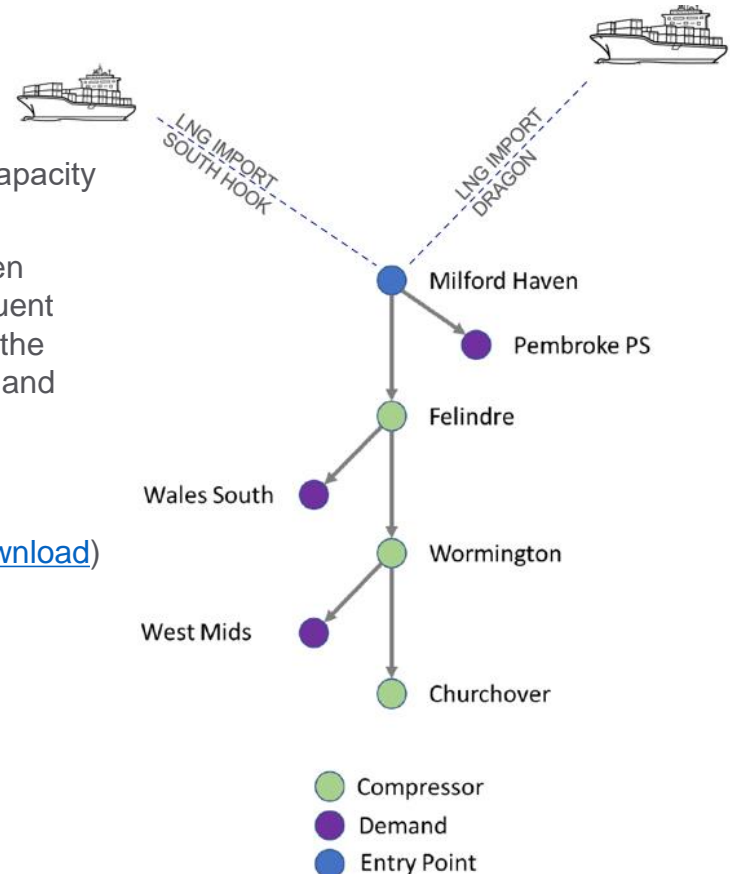 LNG IMPORT
SOUTH HOOK
LNG IMPORT
DRAGON
apacity
en
uent
the
and
wnload)
Milford Haven
Pembroke PS
Felindre
Wales South
Wormington
West Mids
Churchover
Compressor
Demand
Entry Point